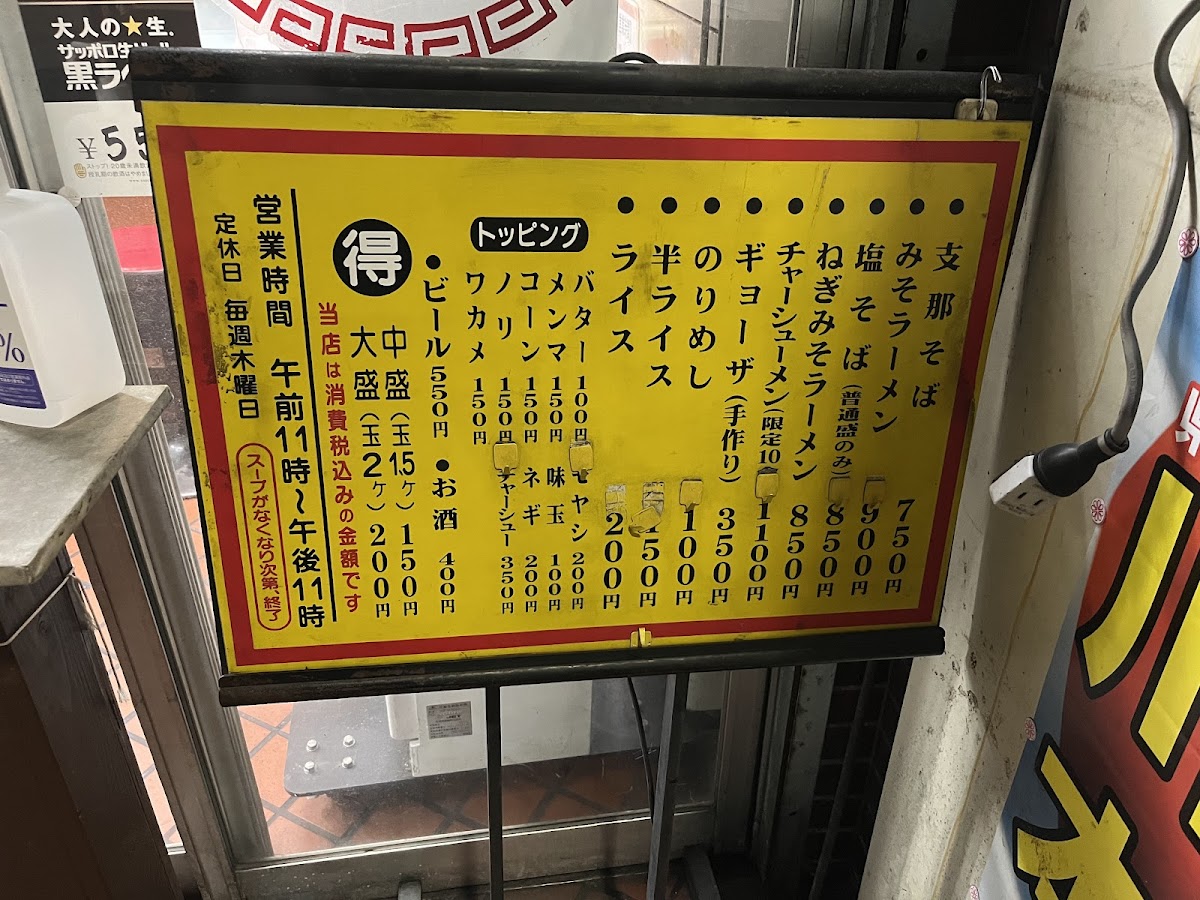 支那そば 750円
みそラーメン 900円
塩そば(普通盛のみ) 850円
ねぎみそラーメン 850円
チャーシューメン(限定10食) 1100円
ギヨーザ(手作り) 350円
のりめし 100円
半ライス 150円
ライス 200円
トッピング
バター 100円 モヤシ 200円
メンマ 150円 味玉 100円
コーン 150円 ネギ 200円
ノリ 150円 チャーシュー 350円
ワカメ 150円
ビール 550円 お酒 400円
得
中盛(玉1.5ヶ) 150円
大盛(玉2ヶ) 200円
当店は消費税込みの金額です
営業時間 午前11時〜午後11時
定休日 毎週木曜日
スープがなくなり次第、終了
大人の★生.
サッポロ生ビール
黒ラ
¥55
%